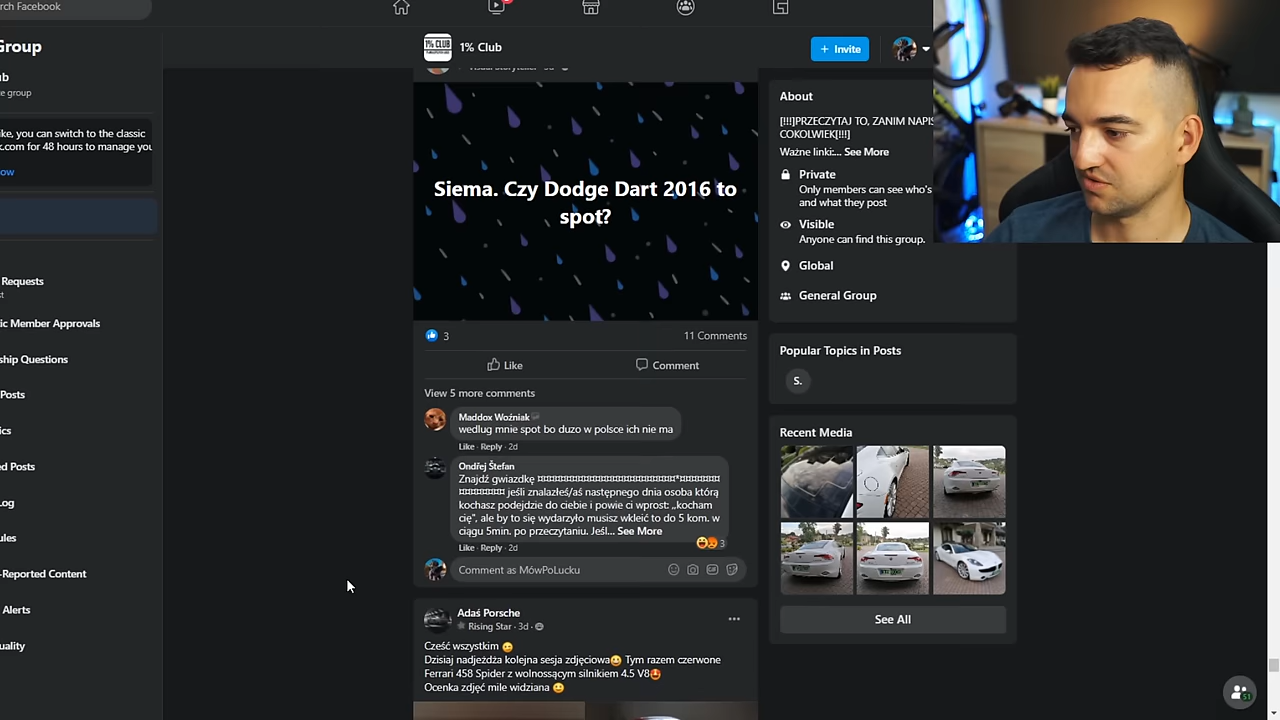 rch Facebook
Group
b
e group
ike, you can switch to the classic
k.com for 48 hours to manage you
ow
Requests
st
ic Member Approvals
ship Questions
Posts
ics
ed Posts
Log
ules
-Reported Content
Alerts
uality
1% CLUB
1% Club
+ Invite
Siema. Czy Dodge Dart 2016 to
spot?
3
11 Comments
Like
Comment
View 5 more comments
Maddox Woźniak
wedlug mnie spot bo duzo w polsce ich nie ma
Like · Reply · 2d
Ondřej Štefan
Znajdź gwiazdkę ¤¤¤¤¤¤¤¤¤¤¤¤¤¤¤¤¤¤¤¤¤¤¤*¤¤¤¤¤¤¤
¤¤¤¤¤¤¤¤ jeśli znalazłeś/aś następnego dnia osoba którą
kochasz podejdzie do ciebie i powie ci wprost: „kocham
cię", ale by to się wydarzyło musisz wkleić to do 5 kom. w
ciągu 5min. po przeczytaniu. Jeśl... See More
3
Like · Reply · 2d
Comment as MówPoLucku
GIF
Adaś Porsche
Rising Star · 3d
Cześć wszystkim
Dzisiaj nadjeżdża kolejna sesja zdjęciowa Tym razem czerwone
Ferrari 458 Spider z wolnossącym silnikiem 4.5 V8
Ocenka zdjęć mile widziana
About
[!!!]PRZECZYTAJ TO, ZANIM NAPIS
COKOLWIEK[!!!]
Ważne linki:... See More
Private
Only members can see who's
and what they post
Visible
Anyone can find this group.
Global
General Group
Popular Topics in Posts
S.
Recent Media
See All
51